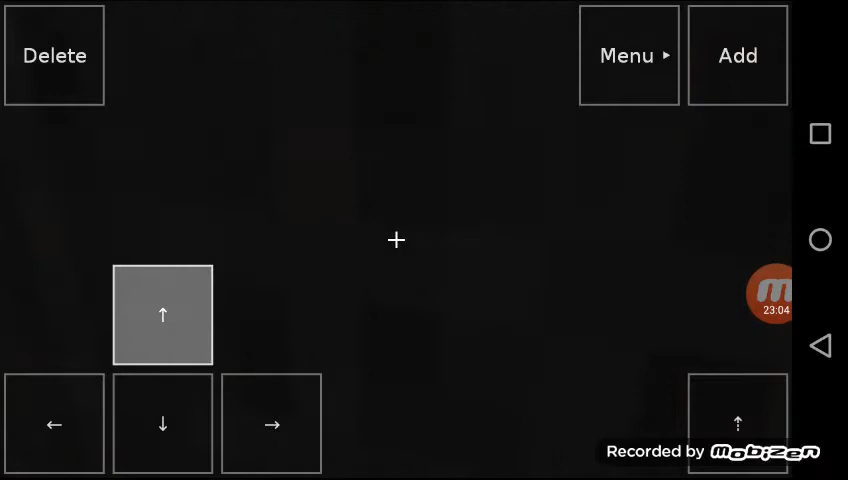 Delete
Menu ▸
Add
+
↑
m
23:04
←
↓
→
⇡
Recorded by mobizen